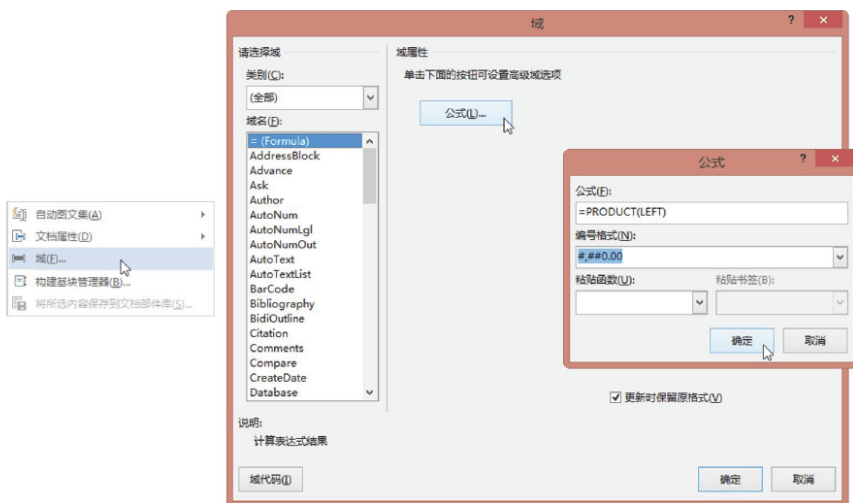 自动图文集(A)
文档属性(D)
域(F)...
构建基块管理器(B)...
将所选内容保存到文档部件库(S)...
域
请选择域
类别(C):
(全部)
域名(F):
= (Formula)
AddressBlock
Advance
Ask
Author
AutoNum
AutoNumLgl
AutoNumOut
AutoText
AutoTextList
BarCode
Bibliography
BidiOutline
Citation
Comments
Compare
CreateDate
Database
域属性
单击下面的按钮可设置高级域选项
公式(L)...
更新时保留原格式(V)
说明:
计算表达式结果
域代码(I)
确定
取消
公式
公式(F):
=PRODUCT(LEFT)
编号格式(N):
#,##0.00
粘贴函数(U):
粘贴书签(B):
确定
取消